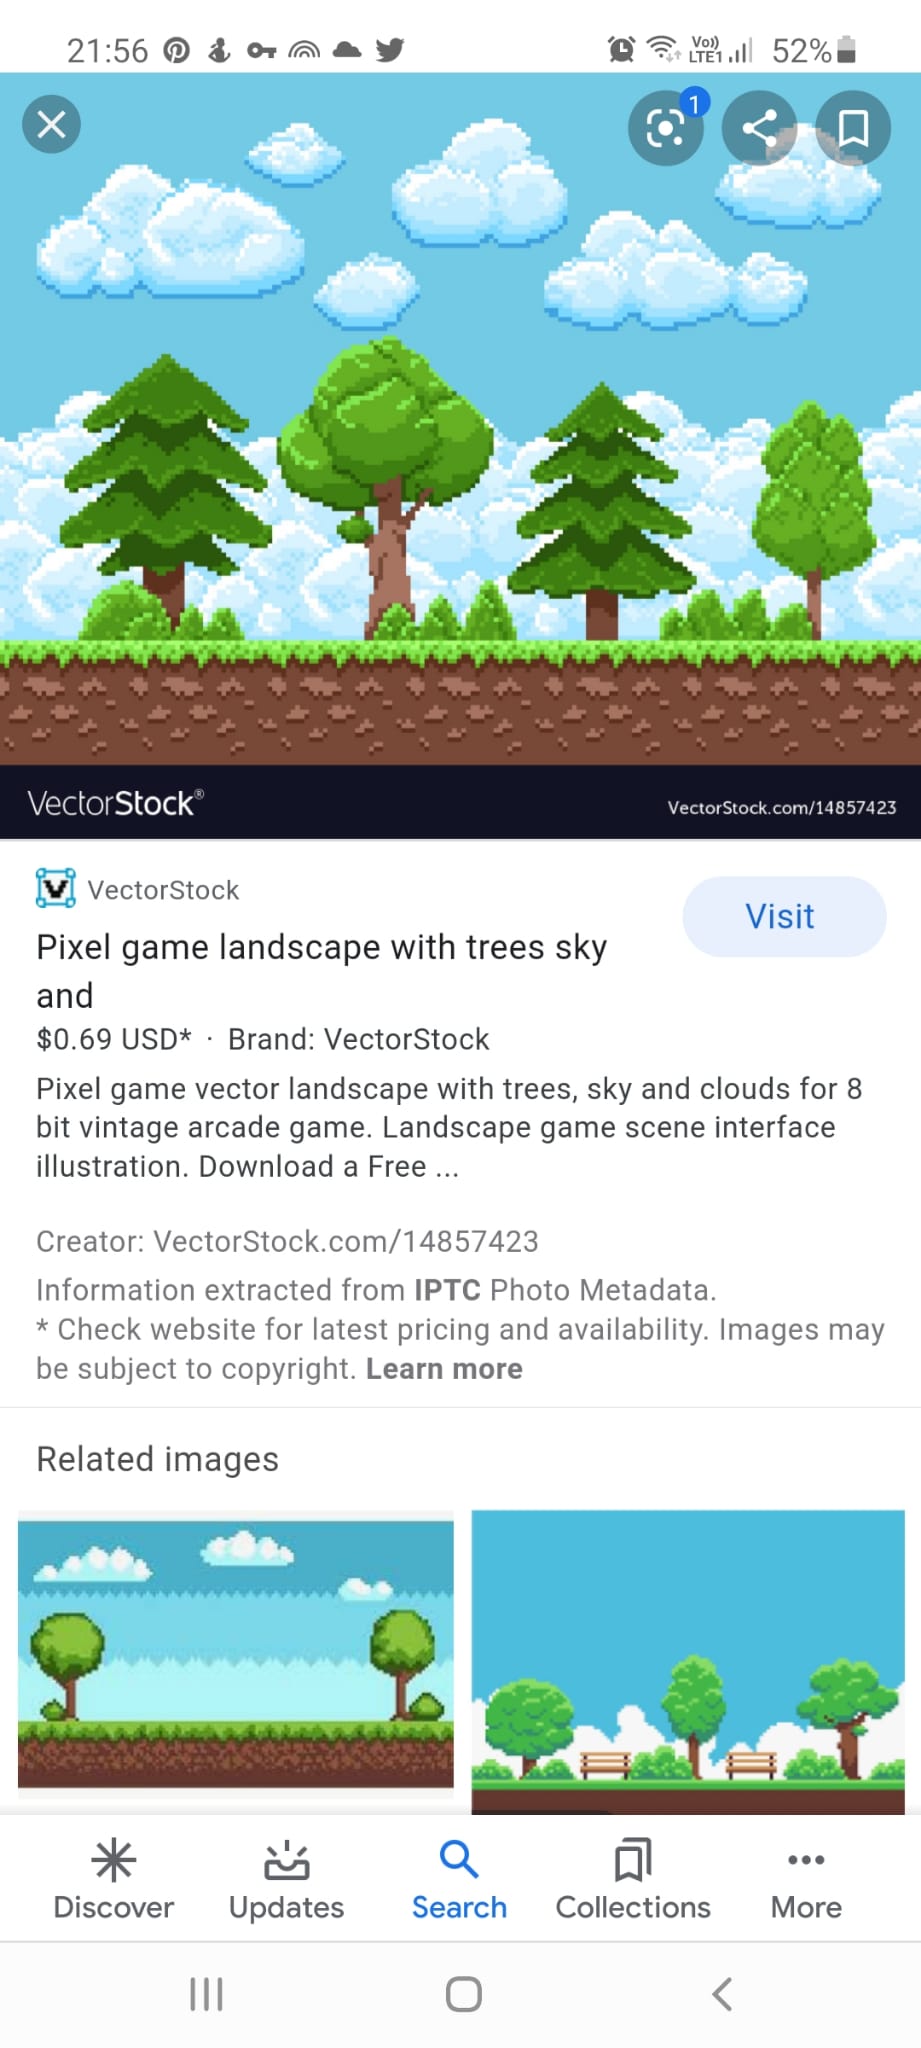 21:56
Vo))
LTE1
52%
1
VectorStock®
VectorStock.com/14857423
VectorStock
Visit
Pixel game landscape with trees sky
and
$0.69 USD* · Brand: VectorStock
Pixel game vector landscape with trees, sky and clouds for 8
bit vintage arcade game. Landscape game scene interface
illustration. Download a Free ...
Creator: VectorStock.com/14857423
Information extracted from IPTC Photo Metadata.
* Check website for latest pricing and availability. Images may
be subject to copyright. Learn more
Related images
Discover
Updates
Search
Collections
More